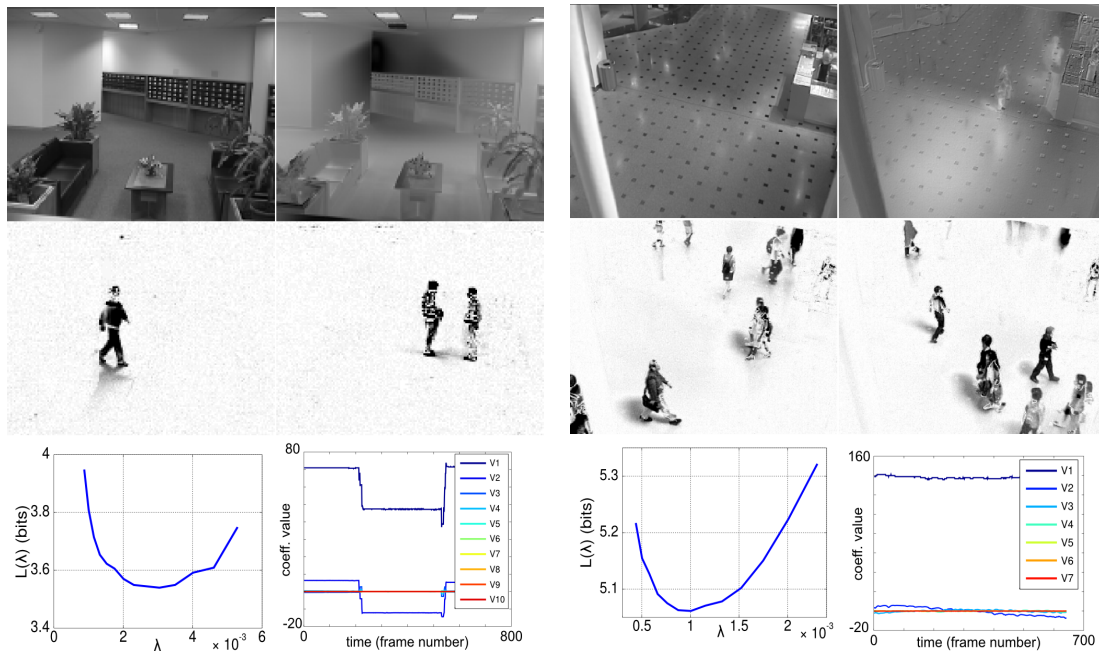 4
3.8
3.6
3.4
L(λ) (bits)
0
2
4
6
λ
× 10⁻³
80
-20
coeff. value
0
800
time (frame number)
V1
V2
V3
V4
V5
V6
V7
V8
V9
V10
5.3
5.2
5.1
L(λ) (bits)
0.5
1
1.5
2
λ
× 10⁻³
160
-20
coeff. value
0
700
time (frame number)
V1
V2
V3
V4
V5
V6
V7